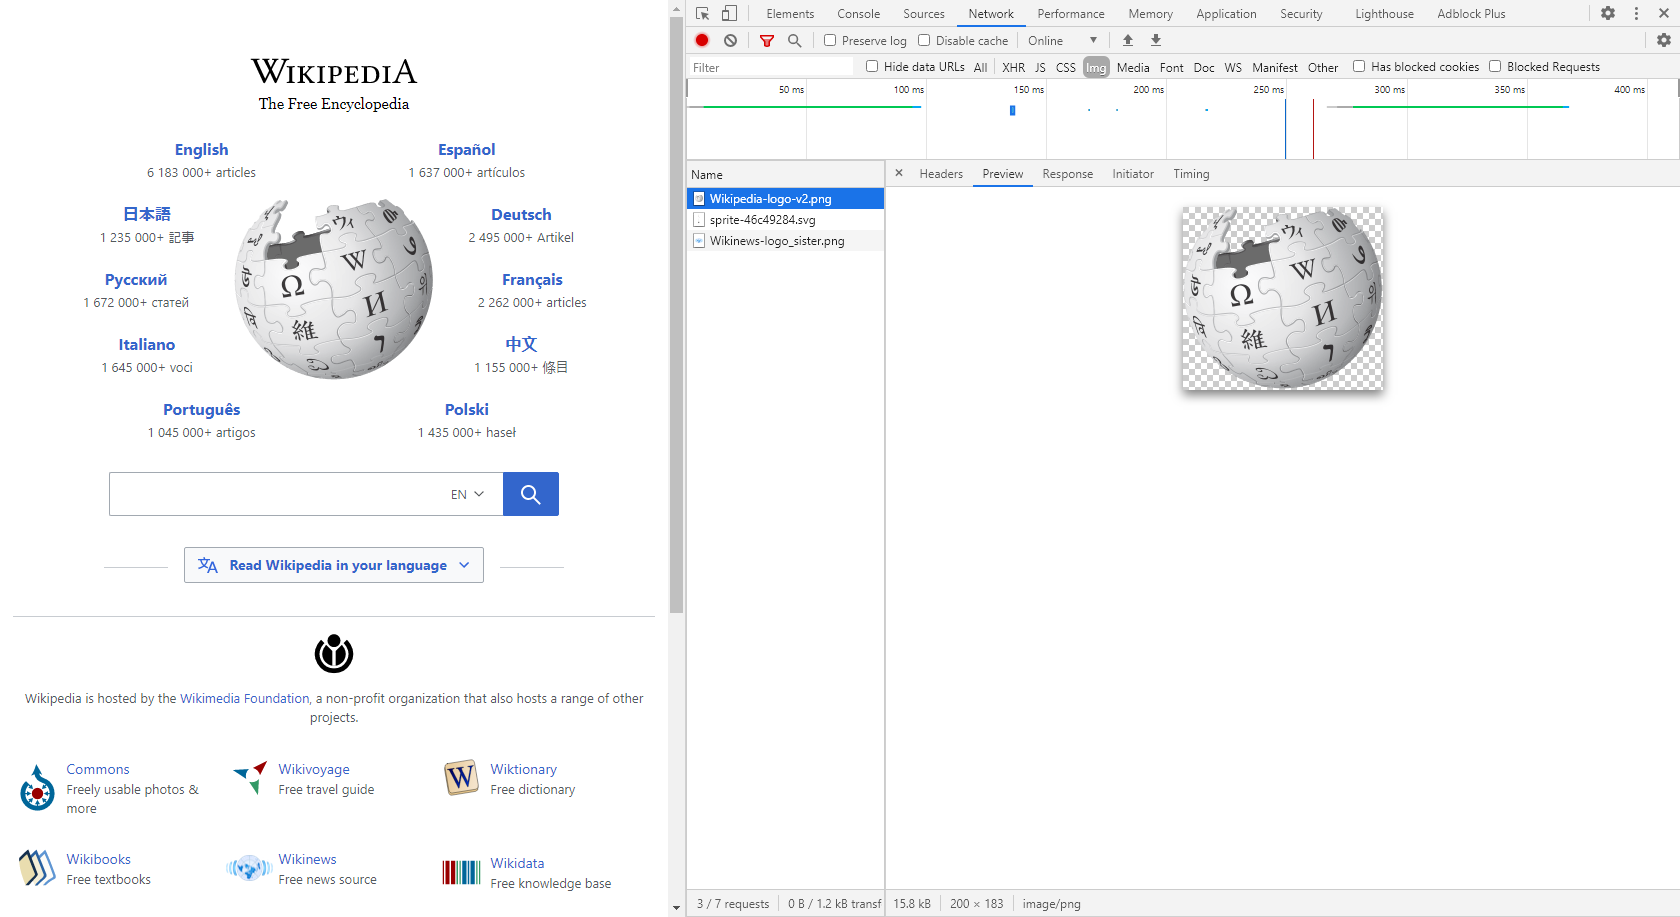 WIKIPEDIA
The Free Encyclopedia
English
6 183 000+ articles
Español
1 637 000+ artículos
日本語
1 235 000+ 記事
Deutsch
2 495 000+ Artikel
Русский
1 672 000+ статей
Français
2 262 000+ articles
Italiano
1 645 000+ voci
中文
1 155 000+ 條目
Português
1 045 000+ artigos
Polski
1 435 000+ haseł
Ω
W
И
維
EN
Read Wikipedia in your language
Wikipedia is hosted by the Wikimedia Foundation, a non-profit organization that also hosts a range of other
projects.
Commons
Freely usable photos &
more
Wikivoyage
Free travel guide
W
Wiktionary
Free dictionary
Wikibooks
Free textbooks
Wikinews
Free news source
Wikidata
Free knowledge base
Elements Console Sources Network Performance Memory Application Security Lighthouse Adblock Plus
Preserve log Disable cache Online
Filter Hide data URLs All XHR JS CSS Img Media Font Doc WS Manifest Other Has blocked cookies Blocked Requests
50 ms 100 ms 150 ms 200 ms 250 ms 300 ms 350 ms 400 ms
Name
Wikipedia-logo-v2.png
sprite-46c49284.svg
Wikinews-logo_sister.png
Headers Preview Response Initiator Timing
Ω
W
И
維
3 / 7 requests 0 B / 1.2 kB transf
15.8 kB 200 × 183 image/png